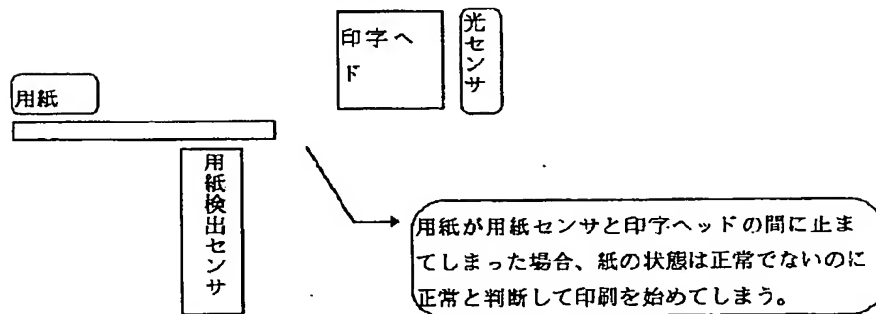 印字ヘ
ド
光センサ
用紙
用紙検出センサ
用紙が用紙センサと印字ヘッドの間に止ま
てしまった場合、紙の状態は正常でないのに
正常と判断して印刷を始めてしまう。